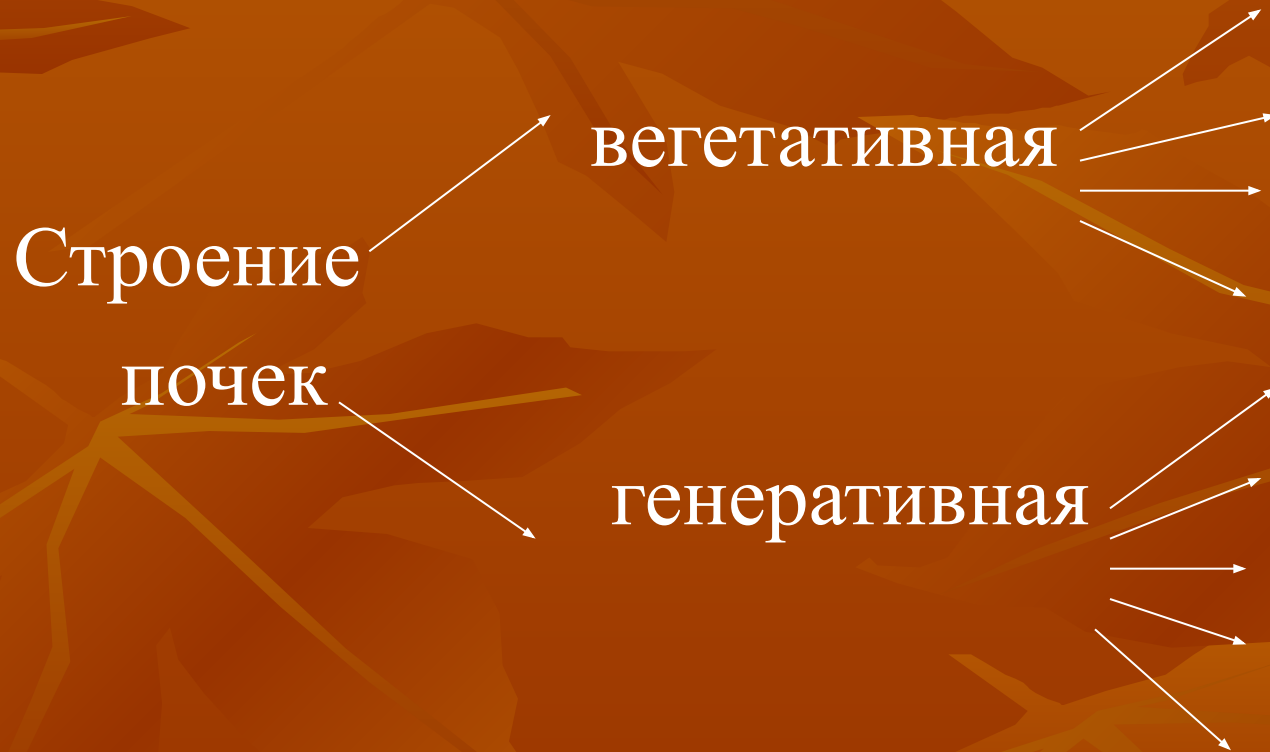 вегетативная
Строение
почек
генеративная